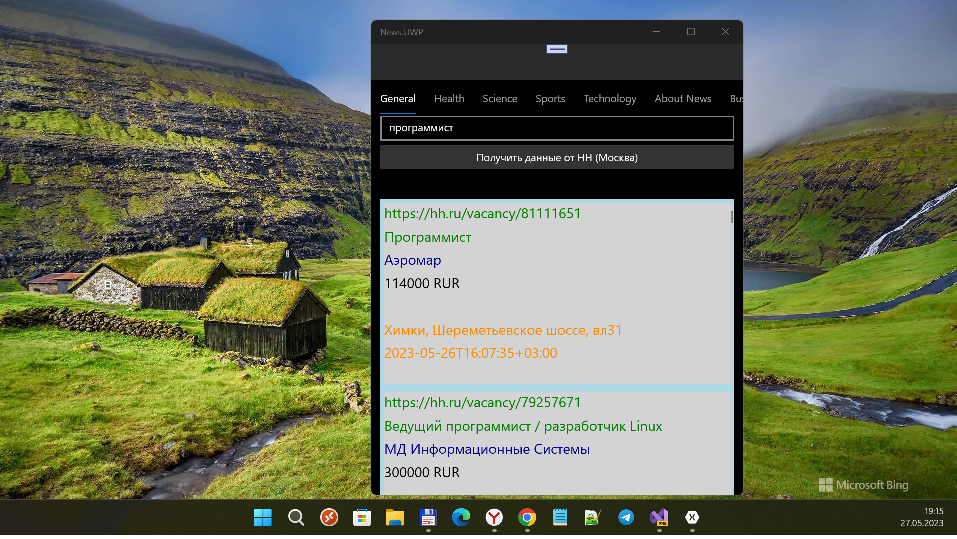 News.UWP
General Health Science Sports Technology About News Bus
программист
Получить данные от HH (Москва)
https://hh.ru/vacancy/81111651
Программист
Аэромар
114000 RUR
Химки, Шереметьевское шоссе, вл31
2023-05-26T16:07:35+03:00
https://hh.ru/vacancy/79257671
Ведущий программист / разработчик Linux
МД Информационные Системы
300000 RUR
Microsoft Bing
19:15
27.05.2023